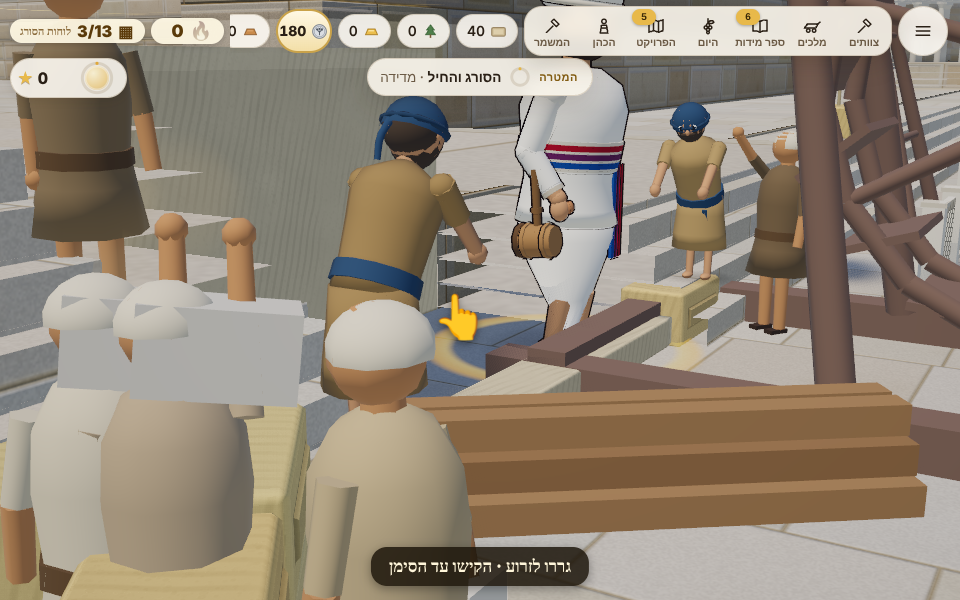 צוותים
מלכים
6
ספר מידות
היום
5
הפרויקט
הכהן
המשמר
40
0
0
180
0
0
3/13 לוחות הסורג
0
המטרה הסורג והחיל · מדידה
גררו לזרוע · הקישו עד הסימן